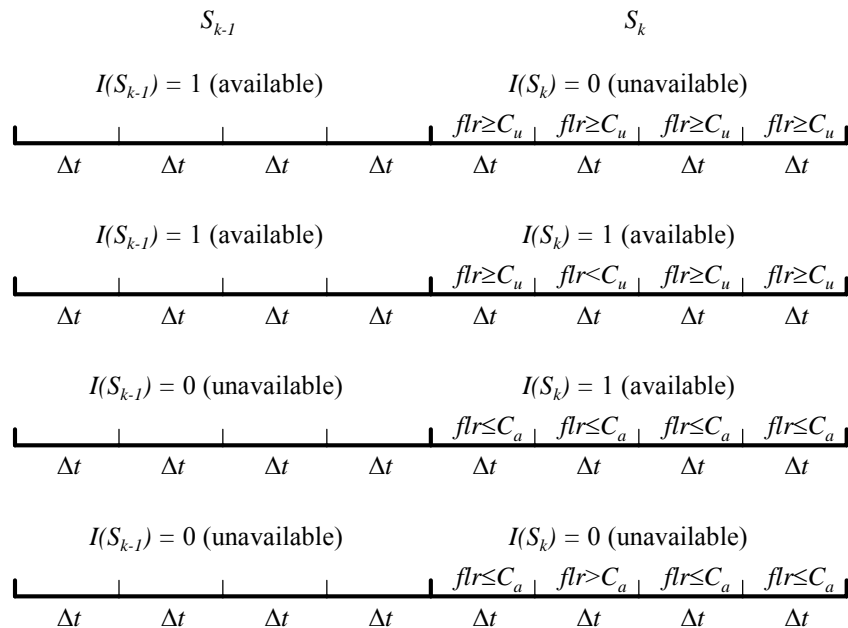 S_{k-1} S_k
I(S_{k-1}) = 1 (available) I(S_k) = 0 (unavailable)
flr≥C_u flr≥C_u flr≥C_u flr≥C_u
Δt Δt Δt Δt Δt Δt Δt Δt
I(S_{k-1}) = 1 (available) I(S_k) = 1 (available)
flr≥C_u flr<C_u flr≥C_u flr≥C_u
Δt Δt Δt Δt Δt Δt Δt Δt
I(S_{k-1}) = 0 (unavailable) I(S_k) = 1 (available)
flr≤C_a flr≤C_a flr≤C_a flr≤C_a
Δt Δt Δt Δt Δt Δt Δt Δt
I(S_{k-1}) = 0 (unavailable) I(S_k) = 0 (unavailable)
flr≤C_a flr>C_a flr≤C_a flr≤C_a
Δt Δt Δt Δt Δt Δt Δt Δt